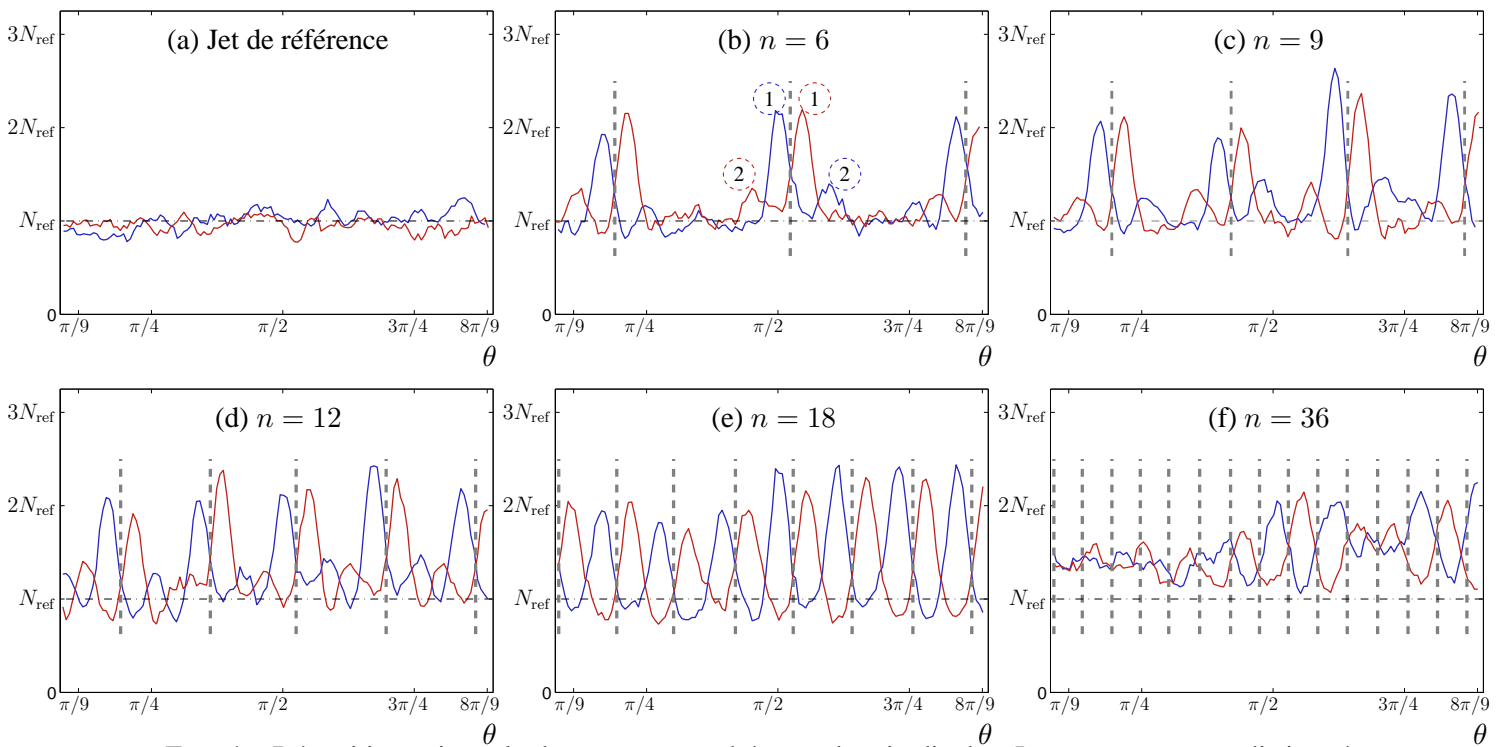 (a) Jet de référence
3N_ref
2N_ref
N_ref
0
π/9 π/4 π/2 3π/4 8π/9
θ
(b) n = 6
3N_ref
2N_ref
N_ref
0
1 1
2 2
π/9 π/4 π/2 3π/4 8π/9
θ
(c) n = 9
3N_ref
2N_ref
N_ref
0
π/9 π/4 π/2 3π/4 8π/9
θ
(d) n = 12
3N_ref
2N_ref
N_ref
0
π/9 π/4 π/2 3π/4 8π/9
θ
(e) n = 18
3N_ref
2N_ref
N_ref
0
π/9 π/4 π/2 3π/4 8π/9
θ
(f) n = 36
3N_ref
2N_ref
N_ref
0
π/9 π/4 π/2 3π/4 8π/9
θ